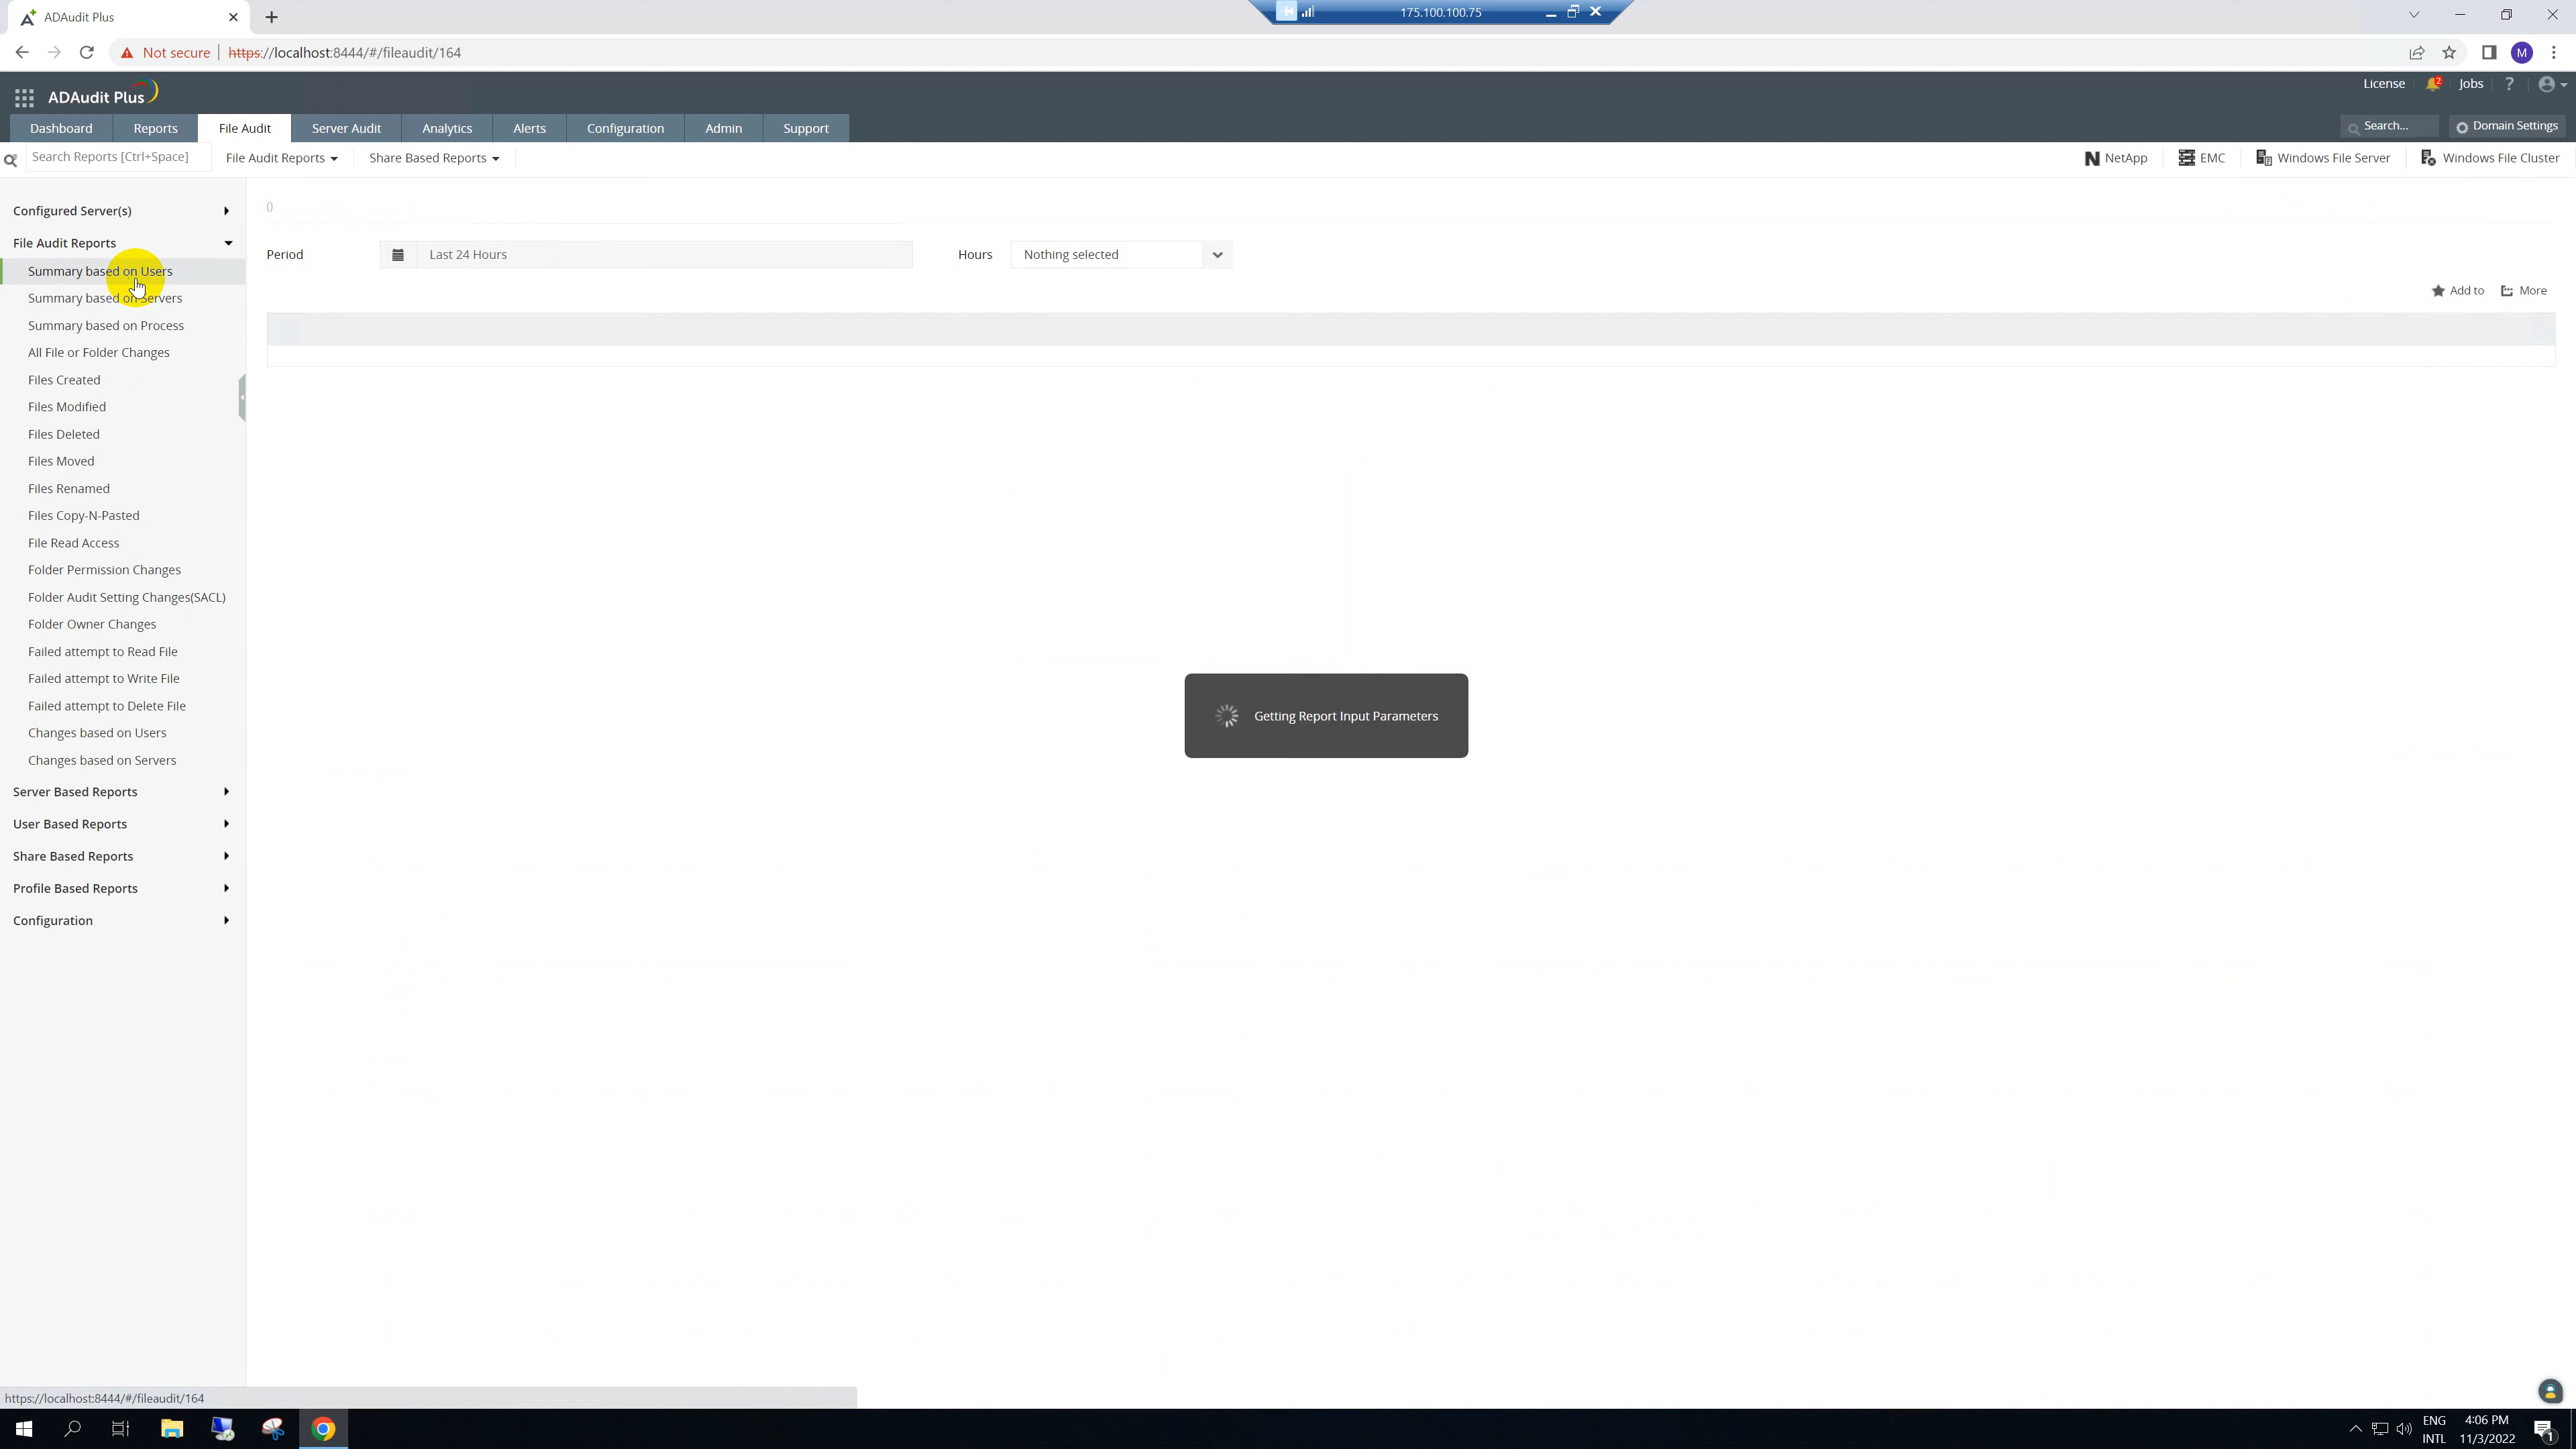 ADAudit Plus
175.100.100.75
Not secure
https://localhost:8444/#/fileaudit/164
M
ADAudit Plus
License
2
Jobs
?
Dashboard
Reports
File Audit
Server Audit
Analytics
Alerts
Configuration
Admin
Support
Search...
Domain Settings
Search Reports [Ctrl+Space]
File Audit Reports
Share Based Reports
NetApp
EMC
Windows File Server
Windows File Cluster
Configured Server(s)
()
File Audit Reports
Period
Last 24 Hours
Hours
Nothing selected
Summary based on Users
Add to
More
Summary based on Servers
Summary based on Process
All File or Folder Changes
Files Created
Files Modified
Files Deleted
Files Moved
Files Renamed
Files Copy-N-Pasted
File Read Access
Folder Permission Changes
Folder Audit Setting Changes(SACL)
Folder Owner Changes
Failed attempt to Read File
Failed attempt to Write File
Failed attempt to Delete File
Getting Report Input Parameters
Changes based on Users
Changes based on Servers
Server Based Reports
User Based Reports
Share Based Reports
Profile Based Reports
Configuration
https://localhost:8444/#/fileaudit/164
ENG
INTL
4:06 PM
11/3/2022
1